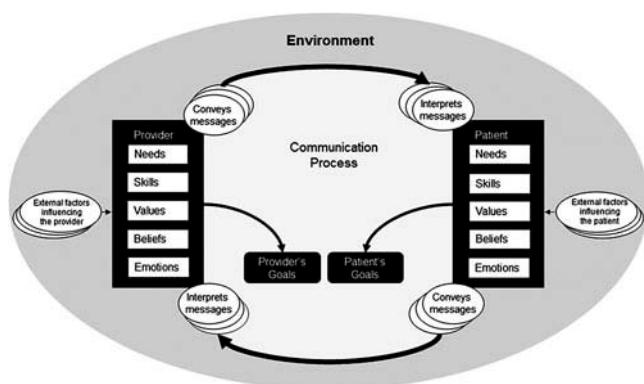 Environment
Conveys
messages
Interprets
messages
Provider
Needs
Skills
Values
Beliefs
Emotions
Communication
Process
Patient
Needs
Skills
Values
Beliefs
Emotions
External factors
influencing
the provider
External factors
influencing
the patient
Provider's
Goals
Patient's
Goals
Interprets
messages
Conveys
messages